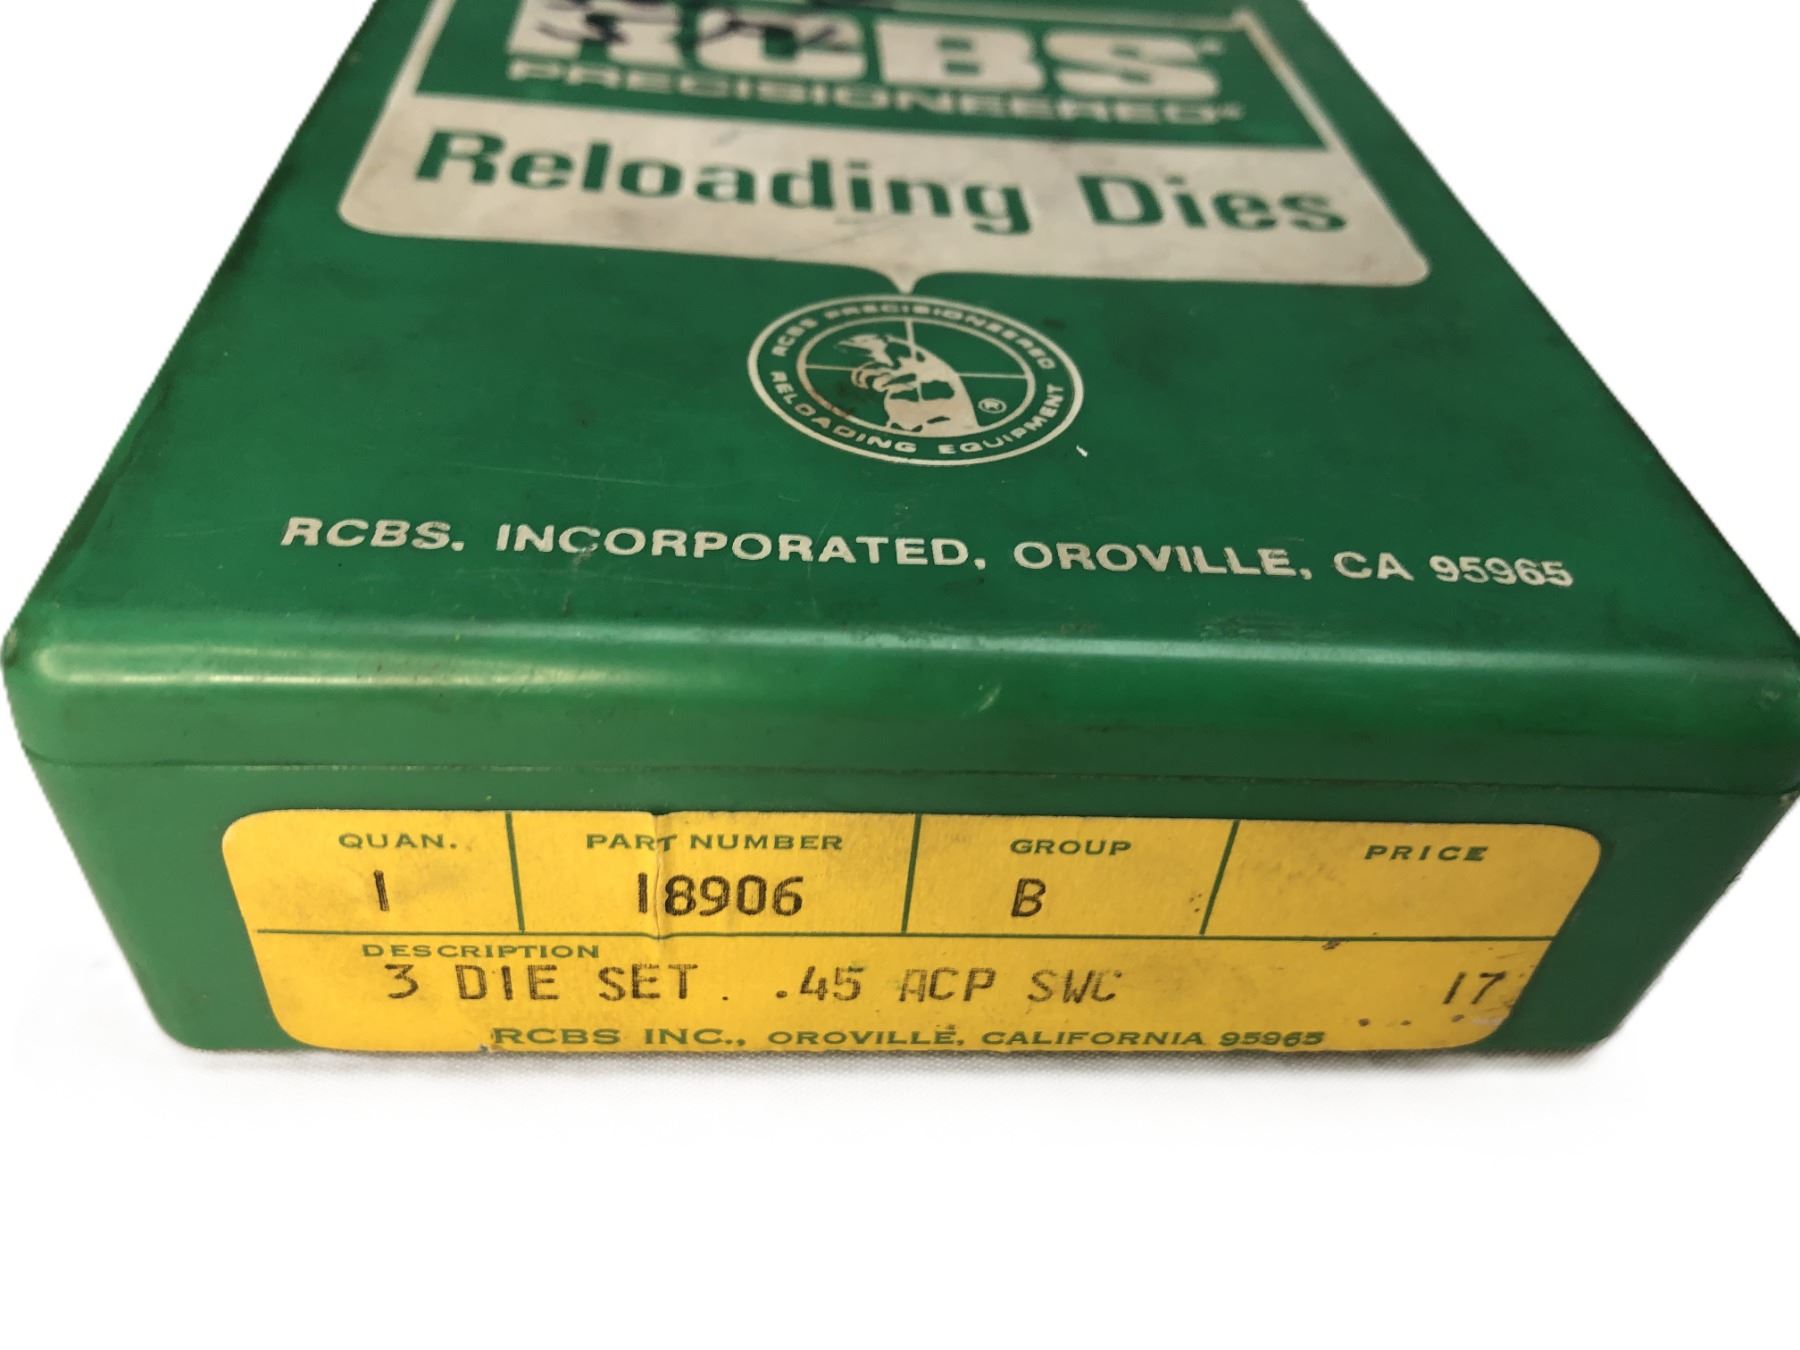 RCBS
PRECISIONEERED
Reloading Dies
RCBS PRECISIONEERED
RELOADING EQUIPMENT ®
RCBS. INCORPORATED, OROVILLE, CA 95965
QUAN. PART NUMBER GROUP PRICE
1 18906 B
DESCRIPTION
3 DIE SET. .45 ACP SWC 17
RCBS INC., OROVILLE, CALIFORNIA 95965